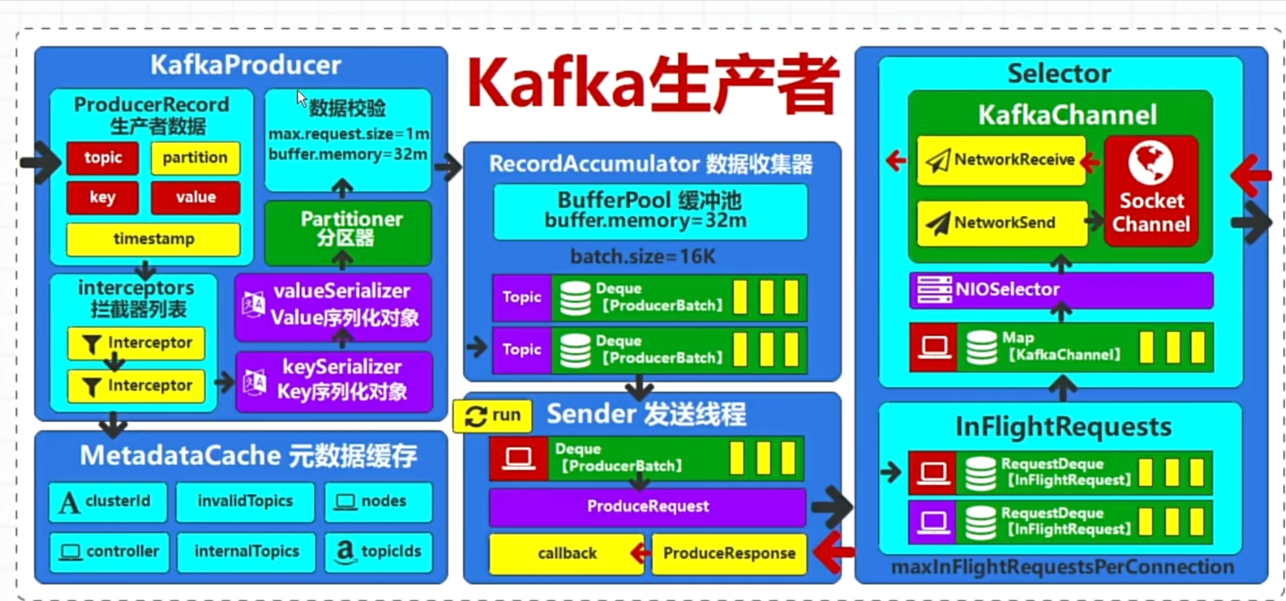 Kafka生产者
KafkaProducer
ProducerRecord
生产者数据
topic
partition
key
value
timestamp
interceptors
拦截器列表
Interceptor
Interceptor
数据校验
max.request.size=1m
buffer.memory=32m
Partitioner
分区器
valueSerializer
Value序列化对象
keySerializer
Key序列化对象
MetadataCache 元数据缓存
A clusterId
invalidTopics
nodes
controller
internalTopics
a topicIds
RecordAccumulator 数据收集器
BufferPool 缓冲池
buffer.memory=32m
batch.size=16K
Topic
Deque
【ProducerBatch】
Topic
Deque
【ProducerBatch】
run
Sender 发送线程
Deque
【ProducerBatch】
ProduceRequest
callback
ProduceResponse
Selector
KafkaChannel
NetworkReceive
NetworkSend
Socket
Channel
NIOSelector
Map
【KafkaChannel】
InFlightRequests
RequestDeque
【InFlightRequest】
RequestDeque
【InFlightRequest】
maxInFlightRequestsPerConnection